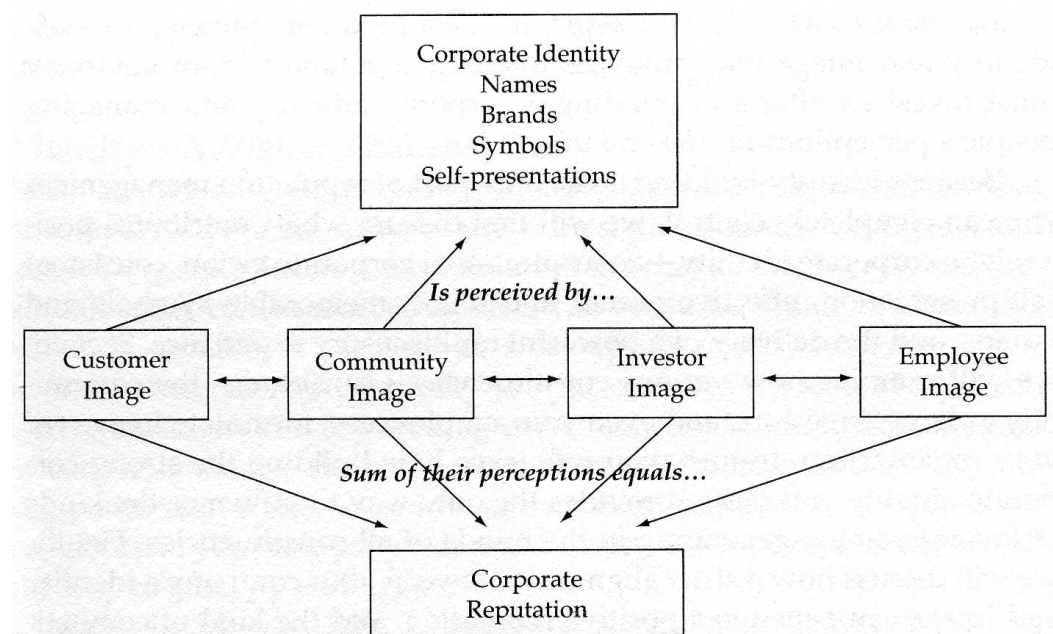 Corporate Identity
Names
Brands
Symbols
Self-presentations
Is perceived by...
Customer
Image
Community
Image
Investor
Image
Employee
Image
Sum of their perceptions equals...
Corporate
Reputation